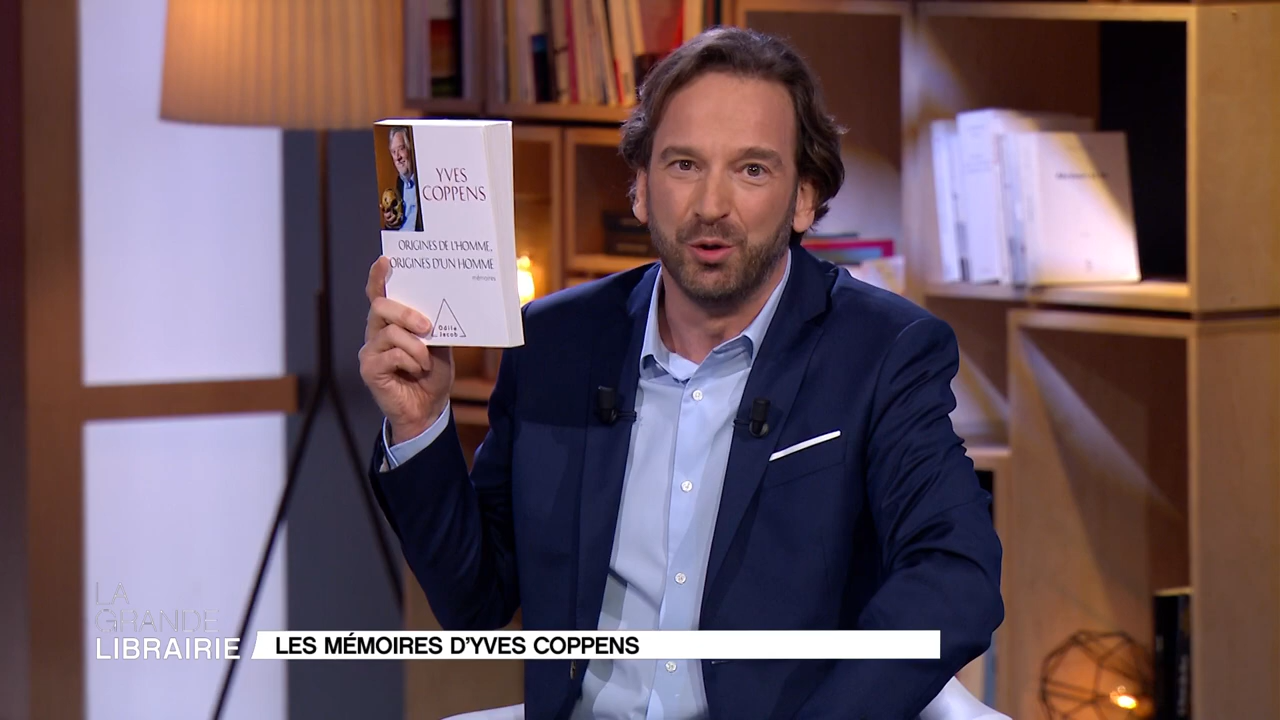 YVES
COPPENS
ORIGINES DE L'HOMME,
ORIGINES D'UN HOMME
mémoires
Odile
Jacob
LA
GRANDE
LIBRAIRIE
LES MÉMOIRES D'YVES COPPENS